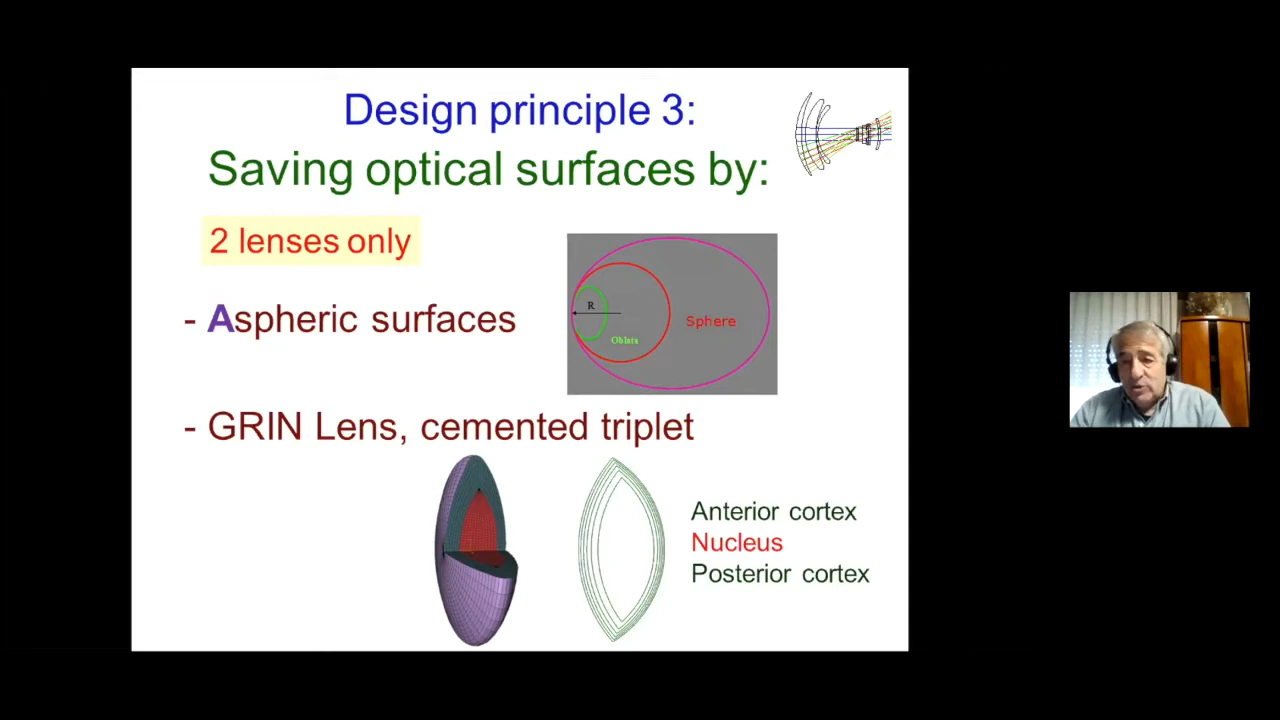 Design principle 3:
Saving optical surfaces by:
2 lenses only
- Aspheric surfaces
R
Sphere
Oblata
- GRIN Lens, cemented triplet
Anterior cortex
Nucleus
Posterior cortex